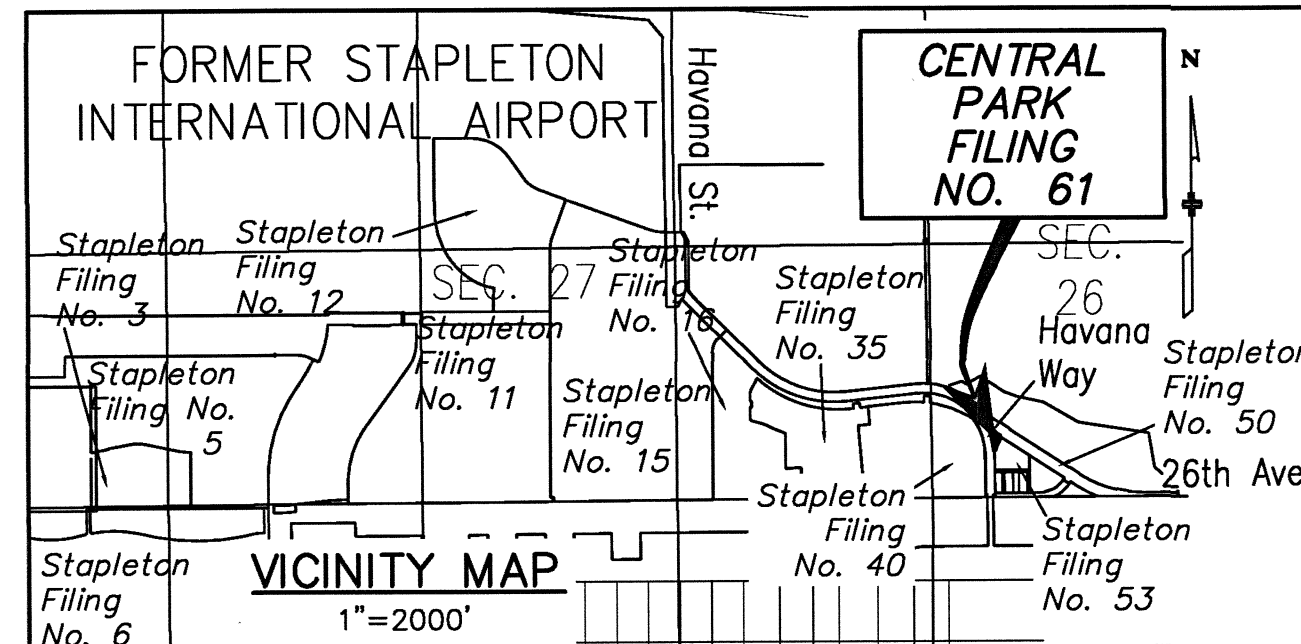 FORMER STAPLETON
INTERNATIONAL AIRPORT
Havana St.
CENTRAL
PARK
FILING
NO. 61
N
Stapleton
Filing
No. 3
Stapleton
Filing
No. 12
SEC. 27
Stapleton
Filing
No. 16
Stapleton
Filing
No. 35
SEC.
26
Havana
Way
Stapleton
Filing
No. 50
Stapleton
Filing No.
5
Stapleton
Filing
No. 11
Stapleton
Filing
No. 15
26th Ave
Stapleton
Filing
No. 40
Stapleton
Filing
No. 53
Stapleton
Filing
No. 6
VICINITY MAP
1"=2000'